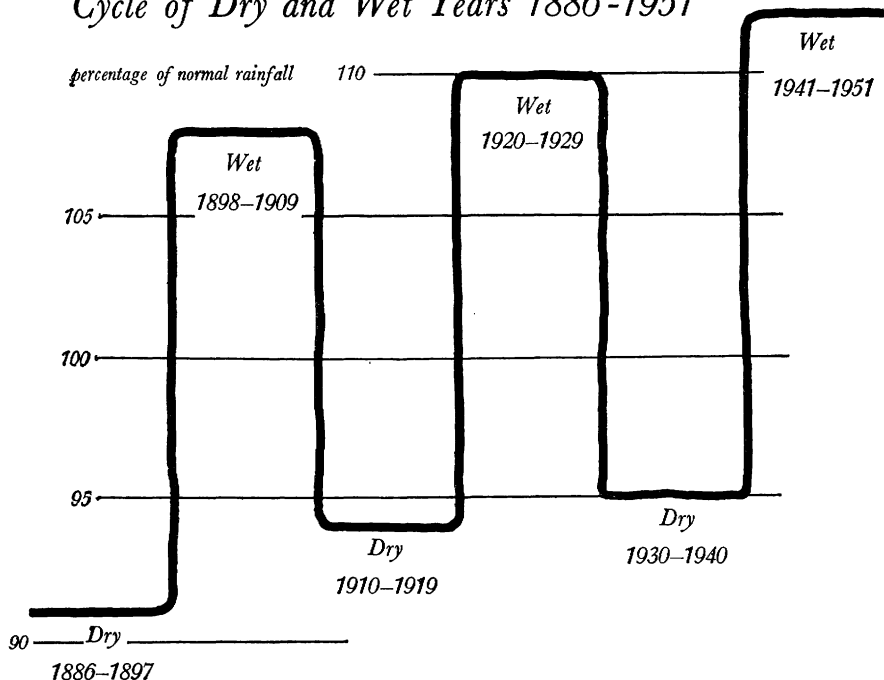 Cycle of Dry and Wet Years 1886-1951
percentage of normal rainfall 110
Wet
1941–1951
Wet
1920–1929
Wet
1898–1909
105
100
95
Dry
1930–1940
Dry
1910–1919
90
Dry
1886–1897